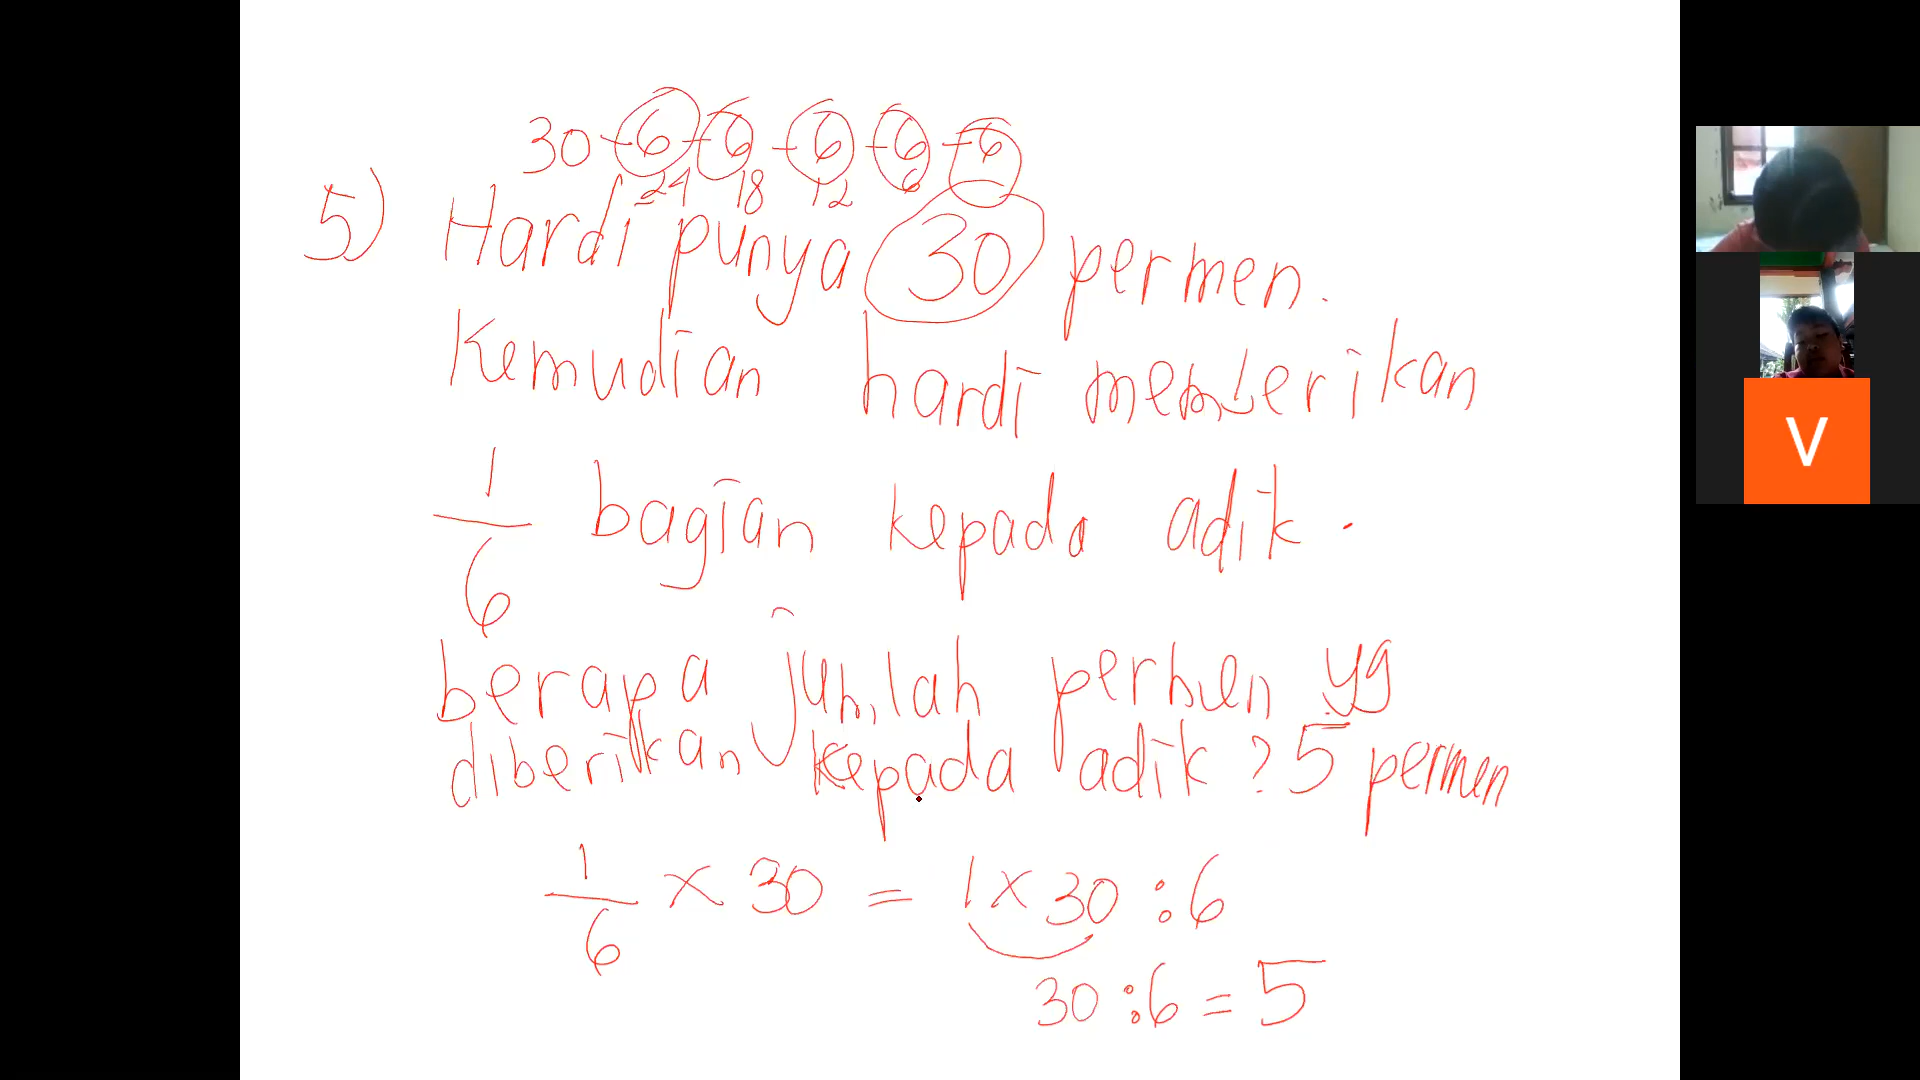 30 - 6 - 6 - 6 - 6 - 6
24 18 12 6
5) Hardi punya 30 permen.
Kemudian hardi memberikan
1/6 bagian kepada adik.
berapa jumlah permen yg
diberikan kepada adik? 5 permen
1/6 × 30 = 1 × 30 : 6
30 : 6 = 5
V